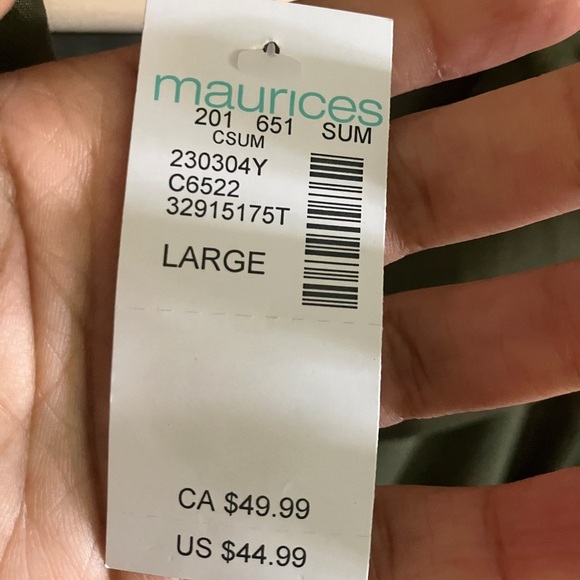 maurices
201 651 SUM
CSUM
230304Y
C6522
32915175T
LARGE
CA $49.99
US $44.99